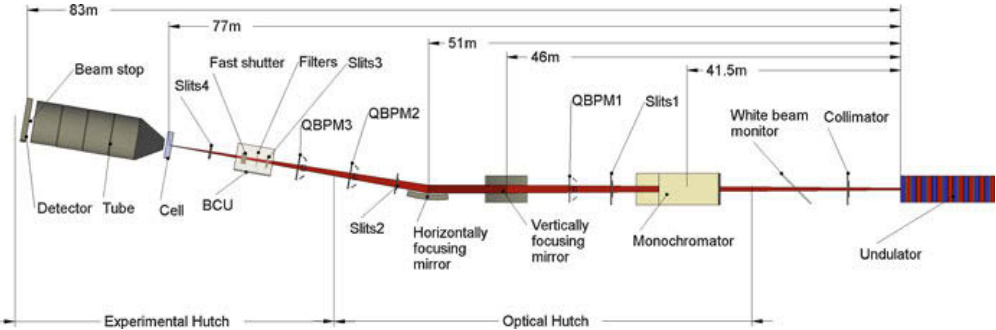 83m
77m
51m
46m
41.5m
Beam stop
Fast shutter
Filters
Slits3
Slits4
QBPM3
QBPM2
QBPM1
Slits1
White beam
monitor
Collimator
Detector
Tube
Cell
BCU
Slits2
Horizontally
focusing
mirror
Vertically
focusing
mirror
Monochromator
Undulator
Experimental Hutch
Optical Hutch